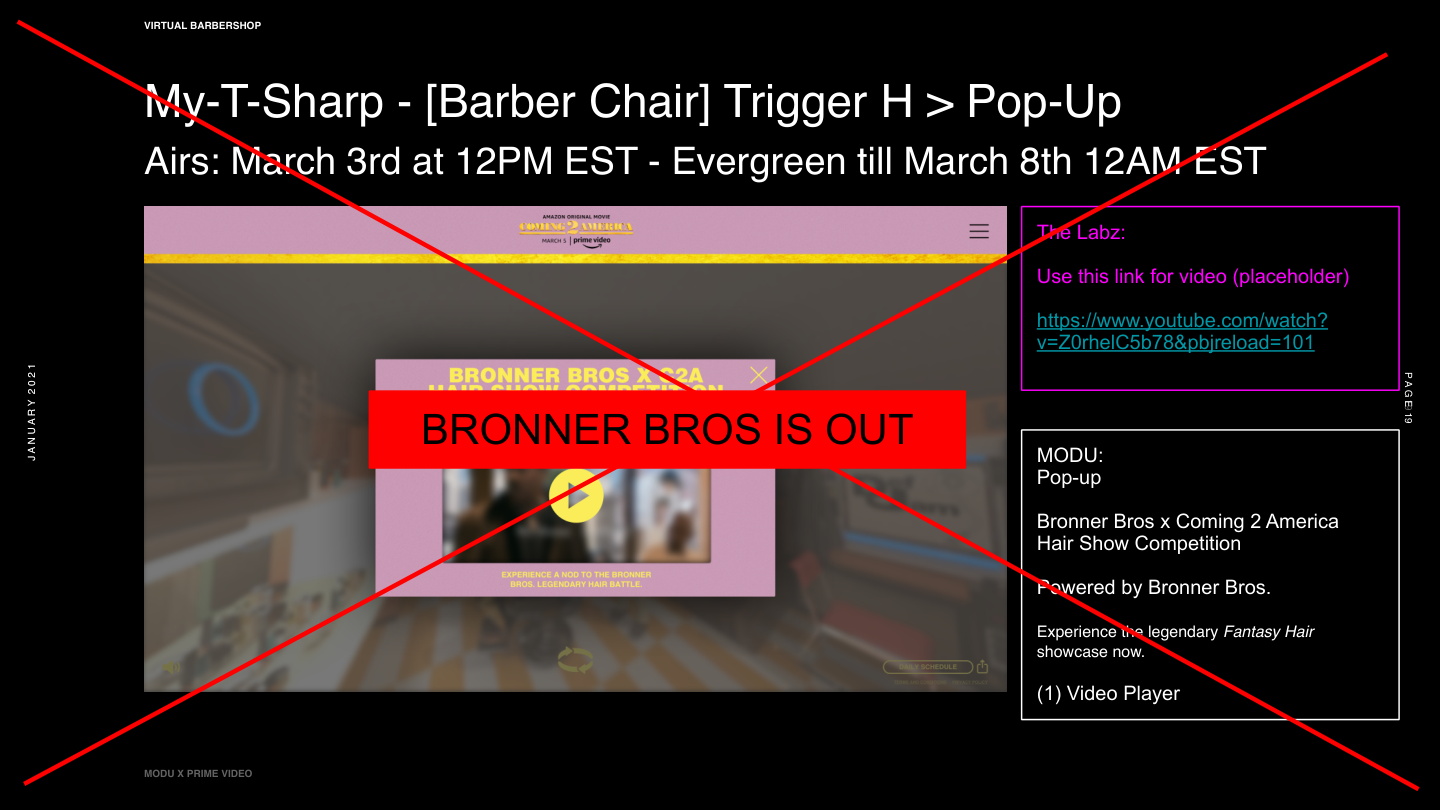 VIRTUAL BARBERSHOP
My-T-Sharp - [Barber Chair] Trigger H > Pop-Up
Airs: March 3rd at 12PM EST - Evergreen till March 8th 12AM EST
AMAZON ORIGINAL MOVIE
COMING 2 AMERICA
MARCH 5 | prime video
BRONNER BROS X C2A
HAIR SHOW COMPETITION
BRONNER BROS IS OUT
EXPERIENCE A NOD TO THE BRONNER
BROS. LEGENDARY HAIR BATTLE.
DAILY SCHEDULE
The Labz:
Use this link for video (placeholder)
https://www.youtube.com/watch?
v=Z0rhelC5b78&pbjreload=101
MODU:
Pop-up
Bronner Bros x Coming 2 America
Hair Show Competition
Powered by Bronner Bros.
Experience the legendary Fantasy Hair
showcase now.
(1) Video Player
JANUARY 2021
PAGE 19
MODU X PRIME VIDEO